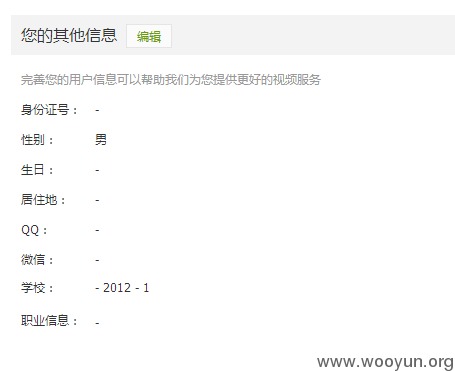 您的其他信息 编辑
完善您的用户信息可以帮助我们为您提供更好的视频服务
身份证号： -
性别： 男
生日： -
居住地： -
QQ： -
微信： -
学校： - 2012 - 1
职业信息： -
www.wooyun.org